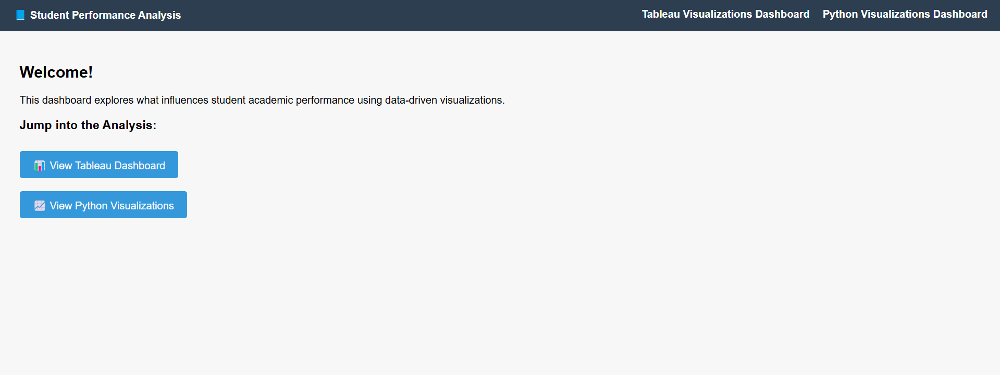 Student Performance Analysis
Tableau Visualizations Dashboard
Python Visualizations Dashboard
Welcome!
This dashboard explores what influences student academic performance using data-driven visualizations.
Jump into the Analysis:
View Tableau Dashboard
View Python Visualizations